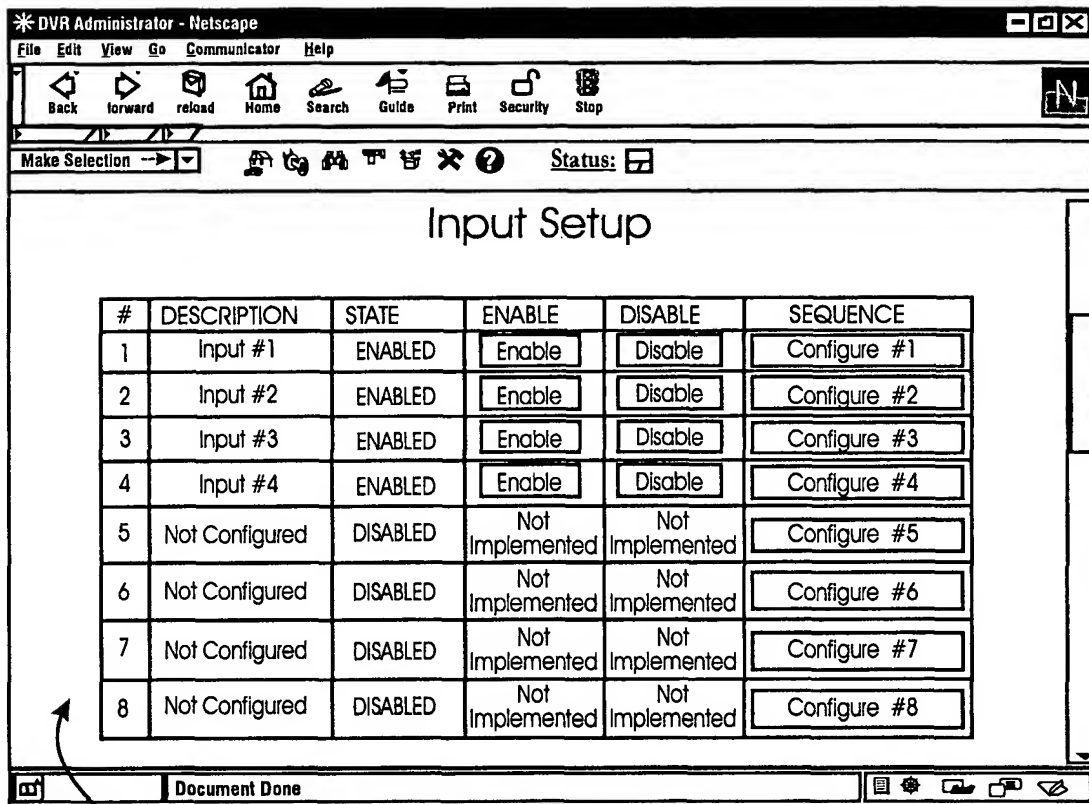 DVR Administrator - Netscape
File Edit View Go Communicator Help
Back forward reload Home Search Guide Print Security Stop
N
Make Selection --> Status:
Input Setup
# DESCRIPTION STATE ENABLE DISABLE SEQUENCE
1 Input #1 ENABLED Enable Disable Configure #1
2 Input #2 ENABLED Enable Disable Configure #2
3 Input #3 ENABLED Enable Disable Configure #3
4 Input #4 ENABLED Enable Disable Configure #4
5 Not Configured DISABLED Not Implemented Not Implemented Configure #5
6 Not Configured DISABLED Not Implemented Not Implemented Configure #6
7 Not Configured DISABLED Not Implemented Not Implemented Configure #7
8 Not Configured DISABLED Not Implemented Not Implemented Configure #8
Document Done